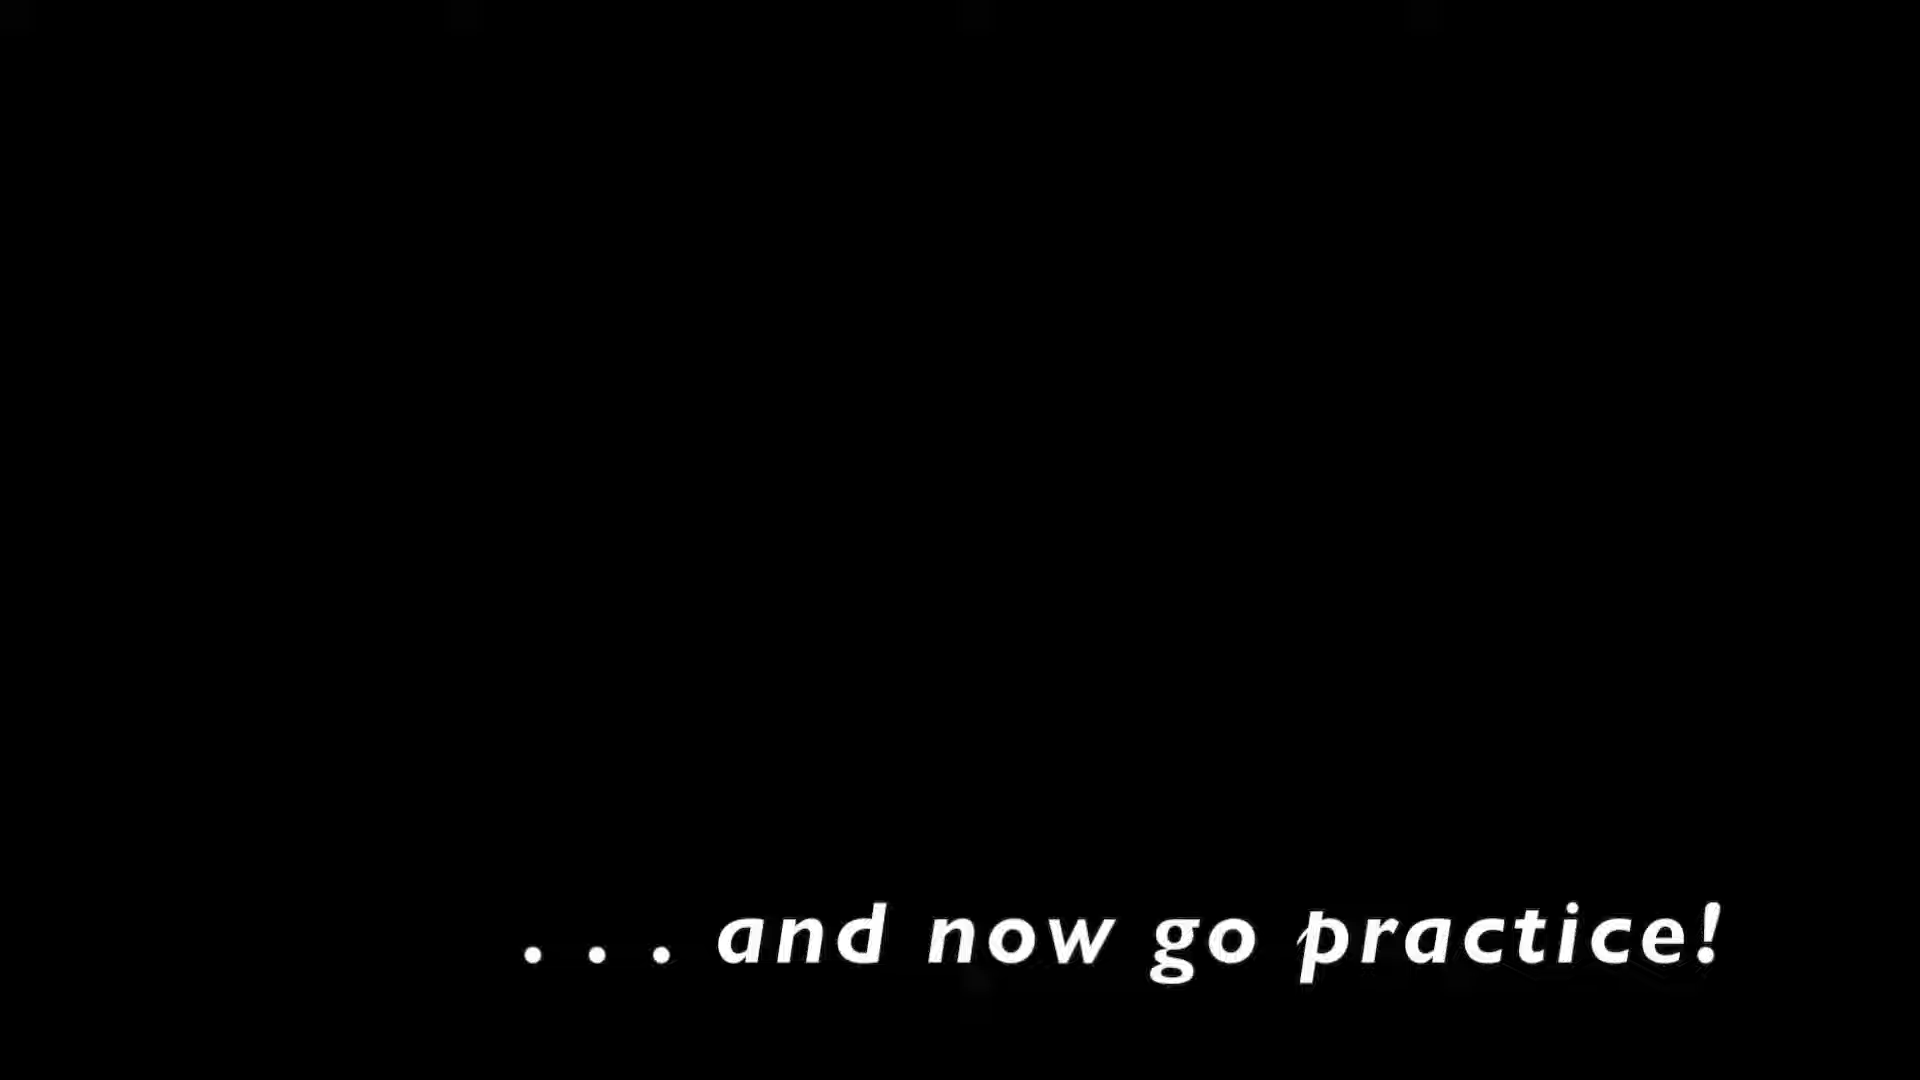 . . . and now go practice!